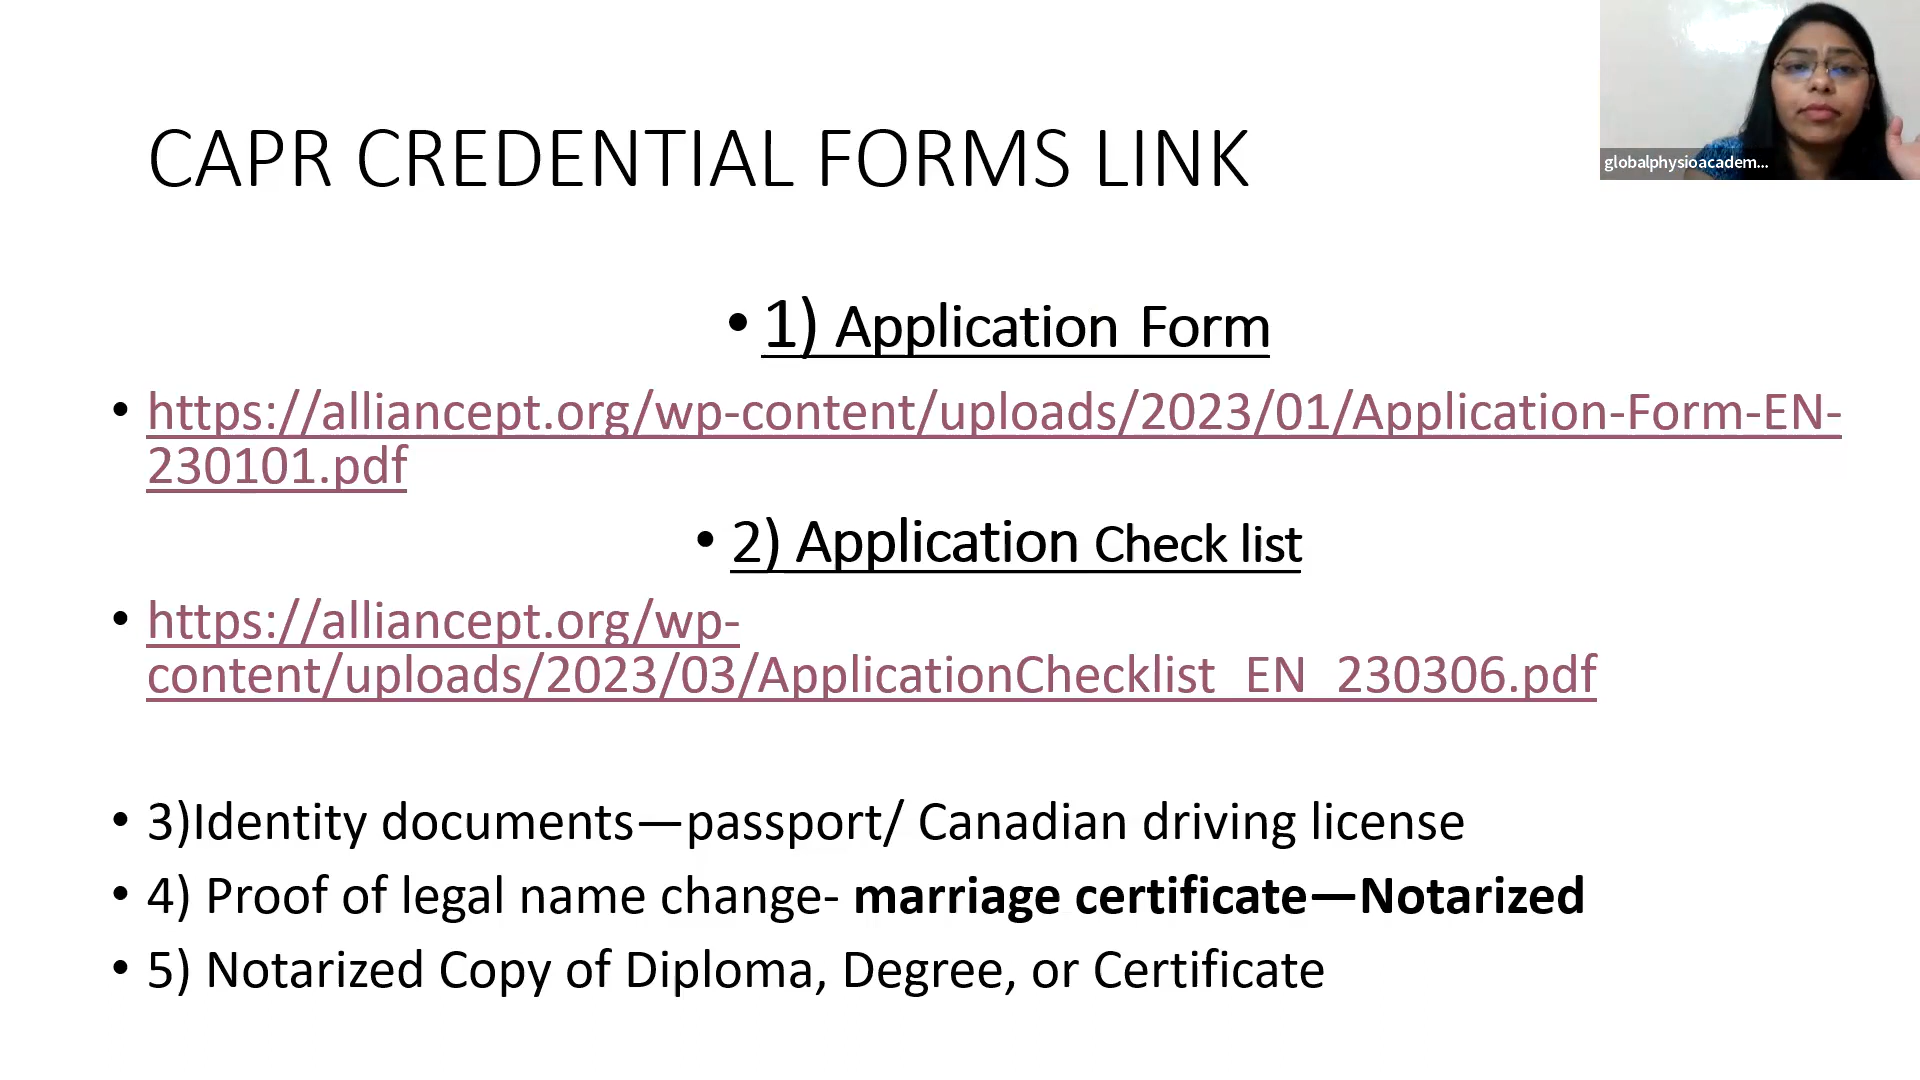 CAPR CREDENTIAL FORMS LINK
globalphysioacadem...
• 1) Application Form
• https://alliancept.org/wp-content/uploads/2023/01/Application-Form-EN-
230101.pdf
• 2) Application Check list
• https://alliancept.org/wp-
content/uploads/2023/03/ApplicationChecklist_EN_230306.pdf
• 3)Identity documents—passport/ Canadian driving license
• 4) Proof of legal name change- marriage certificate—Notarized
• 5) Notarized Copy of Diploma, Degree, or Certificate